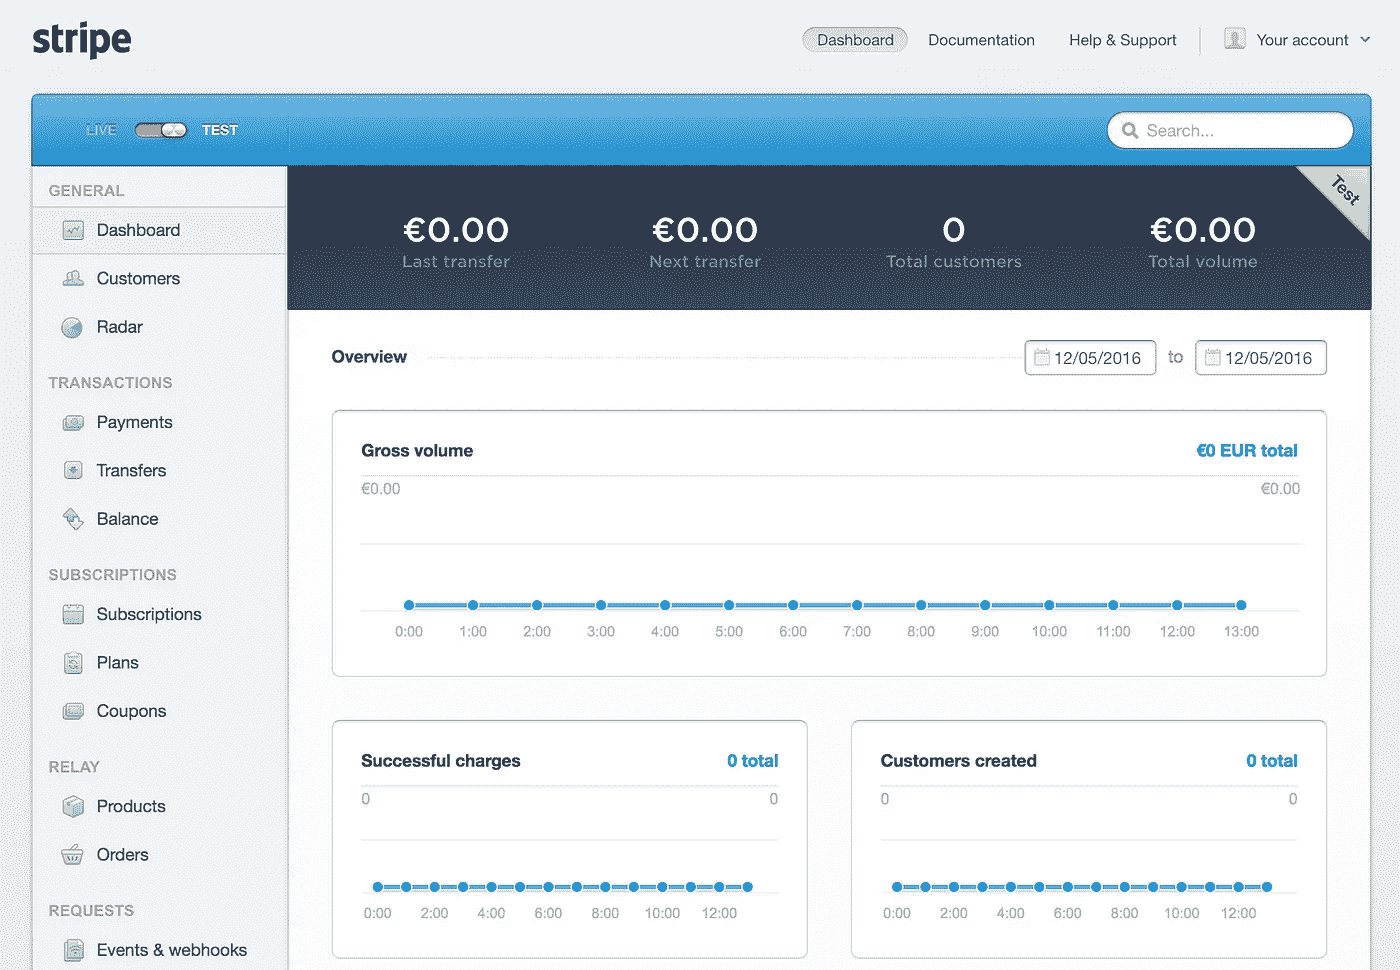 stripe
Dashboard
Documentation
Help & Support
Your account
LIVE
TEST
Search...
GENERAL
Dashboard
Customers
Radar
TRANSACTIONS
Payments
Transfers
Balance
SUBSCRIPTIONS
Subscriptions
Plans
Coupons
RELAY
Products
Orders
REQUESTS
Events & webhooks
€0.00
Last transfer
€0.00
Next transfer
0
Total customers
€0.00
Total volume
Test
Overview
12/05/2016 to 12/05/2016
Gross volume
€0 EUR total
€0.00
€0.00
0:00 1:00 2:00 3:00 4:00 5:00 6:00 7:00 8:00 9:00 10:00 11:00 12:00 13:00
Successful charges
0 total
0
0
0:00 2:00 4:00 6:00 8:00 10:00 12:00
Customers created
0 total
0
0
0:00 2:00 4:00 6:00 8:00 10:00 12:00